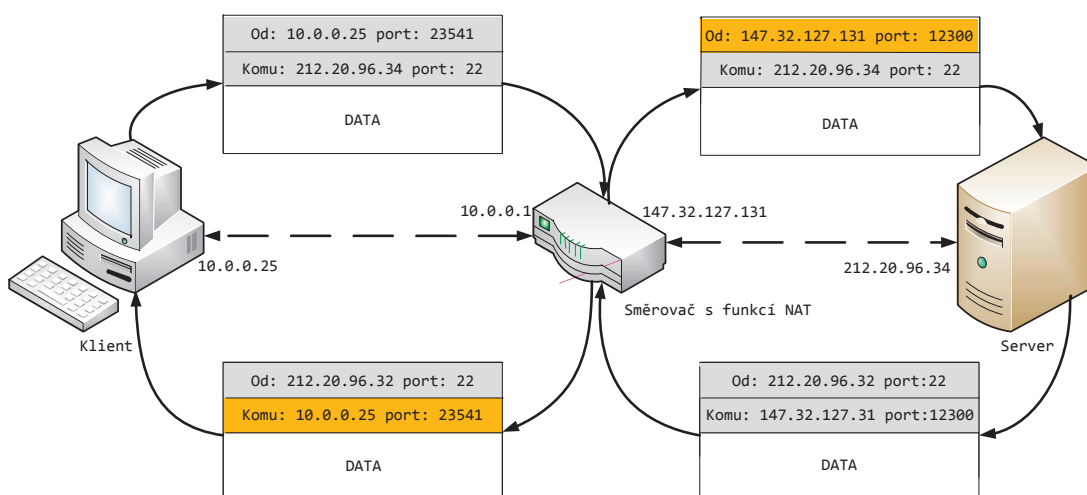 Od: 10.0.0.25 port: 23541
Komu: 212.20.96.34 port: 22
DATA
Od: 147.32.127.131 port: 12300
Komu: 212.20.96.34 port: 22
DATA
10.0.0.1
147.32.127.131
10.0.0.25
212.20.96.34
Směrovač s funkcí NAT
Klient
Server
Od: 212.20.96.32 port: 22
Komu: 10.0.0.25 port: 23541
DATA
Od: 212.20.96.32 port:22
Komu: 147.32.127.31 port:12300
DATA